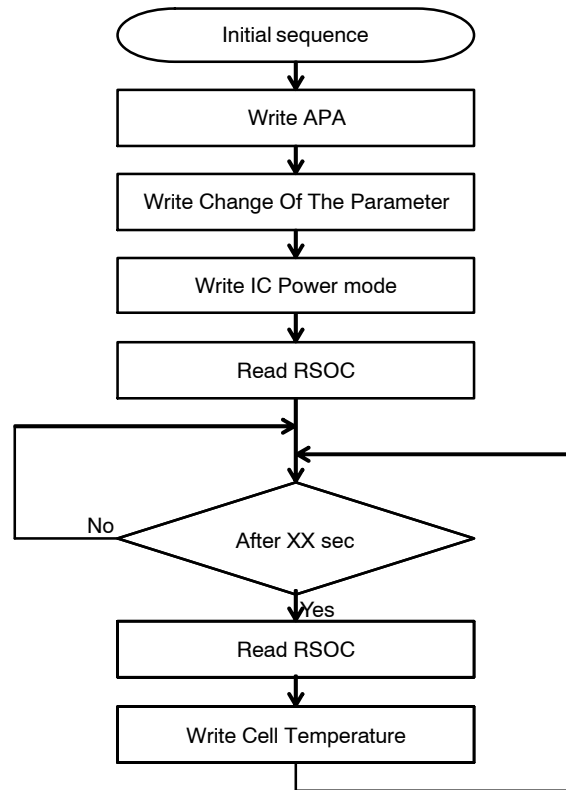 Initial sequence
Write APA
Write Change Of The Parameter
Write IC Power mode
Read RSOC
No
After XX sec
Yes
Read RSOC
Write Cell Temperature